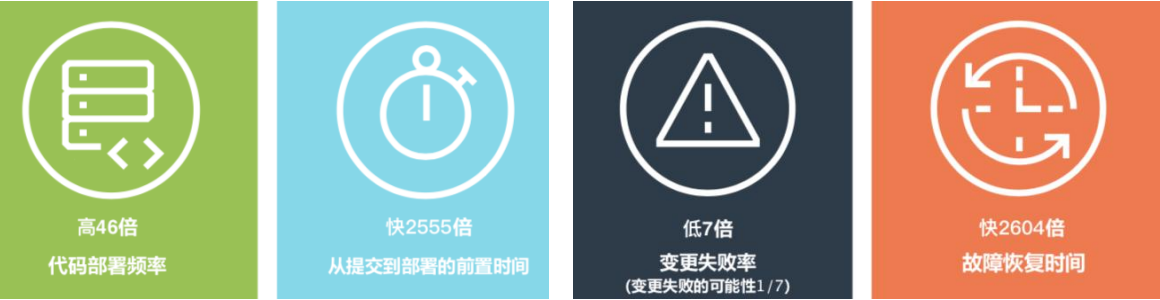 高46倍
代码部署频率
快2555倍
从提交到部署的前置时间
低7倍
变更失败率
(变更失败的可能性1/7)
快2604倍
故障恢复时间